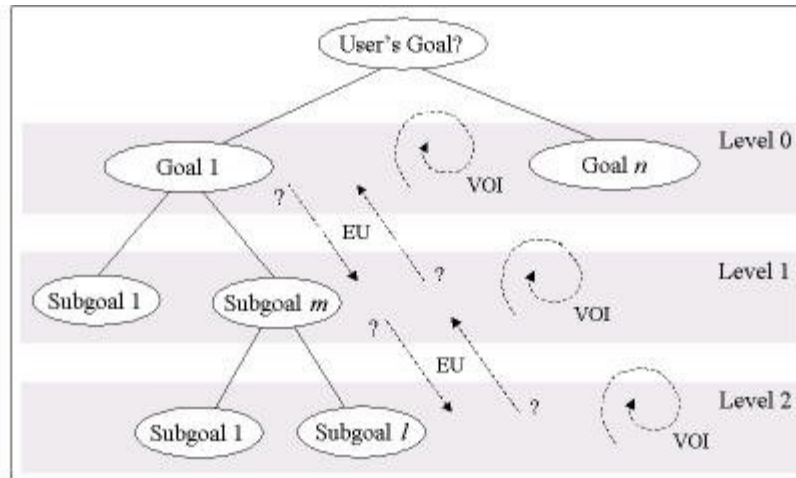 User's Goal?
Level 0
Goal 1
Goal n
VOI
?
EU
?
Level 1
Subgoal 1
Subgoal m
VOI
?
EU
?
Level 2
Subgoal 1
Subgoal l
VOI